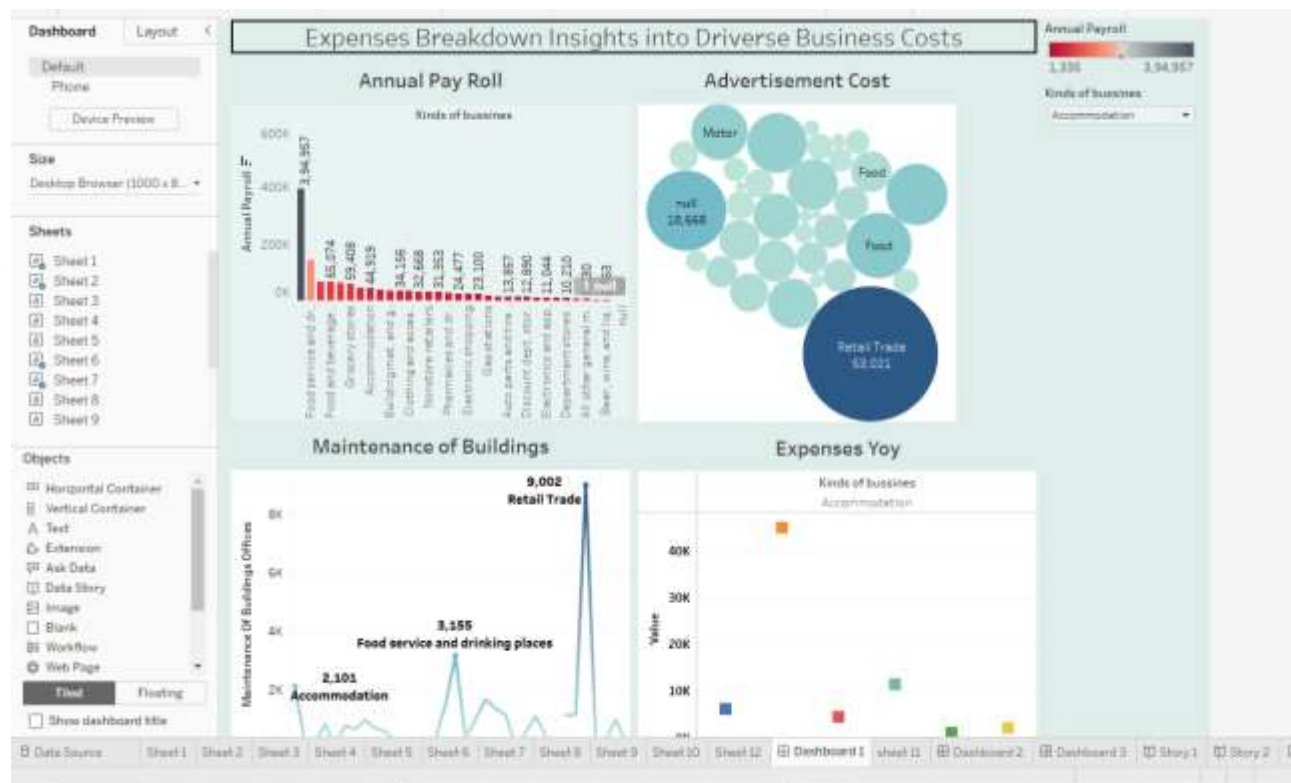 Dashboard
Layout
Default
Phone
Device Preview
Size
Desktop Browser (1000 x 8...
Sheets
Sheet 1
Sheet 2
Sheet 3
Sheet 4
Sheet 5
Sheet 6
Sheet 7
Sheet 8
Sheet 9
Objects
Horizontal Container
Vertical Container
A Text
Extension
Ask Data
Data Story
Image
Blank
Workflow
Web Page
Tiled
Floating
Show dashboard title
Expenses Breakdown Insights into Driverse Business Costs
Annual Pay Roll
Kinds of bussines
Annual Payroll
600K
400K
200K
0K
3,94,957
65,074
59,408
44,919
34,156
32,668
31,353
24,477
23,100
13,857
12,890
11,044
10,210
Food service and dr..
Food and beverage..
Grocery stores
Accommodation
Building mat. and g..
Clothing and acces..
Nonstore retailers
Pharmacies and dr..
Electronic shopping..
Gas stations
Auto parts and tire..
Discount dept. stor..
Electronics and app..
Department stores
All other general m..
Beer, wine, and liq..
null
Advertisement Cost
Motor
Food
null
18,668
Food
Retail Trade
63,021
Annual Payroll
1,335
3,94,957
Kinds of bussines
Accommodation
Maintenance of Buildings
Maintenance Of Buildings Offices
8K
6K
4K
2K
9,002
Retail Trade
3,155
Food service and drinking places
2,101
Accommodation
Expenses Yoy
Kinds of bussines
Accommodation
Value
40K
30K
20K
10K
0K
Data Source
Sheet 1
Sheet 2
Sheet 3
Sheet 4
Sheet 5
Sheet 6
Sheet 7
Sheet 8
Sheet 9
Sheet 10
Sheet 12
Dashboard 1
sheet 11
Dashboard 2
Dashboard 3
Story 1
Story 2